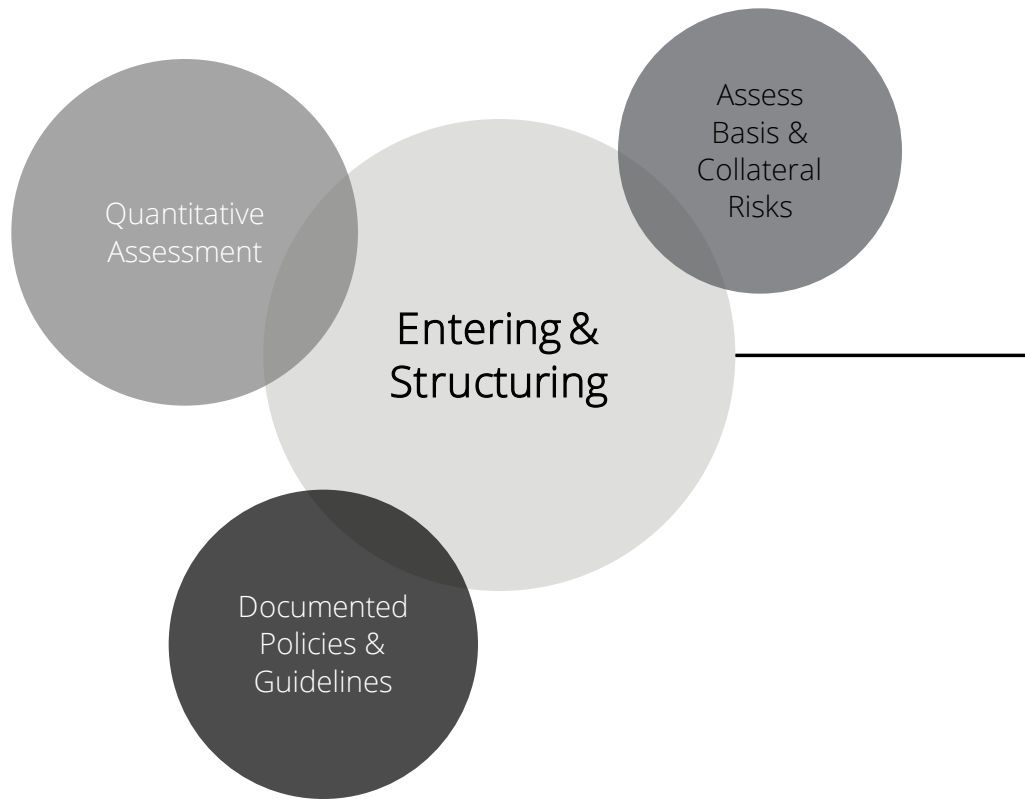 Assess
Basis &
Collateral
Risks
Quantitative
Assessment
Entering &
Structuring
Documented
Policies &
Guidelines